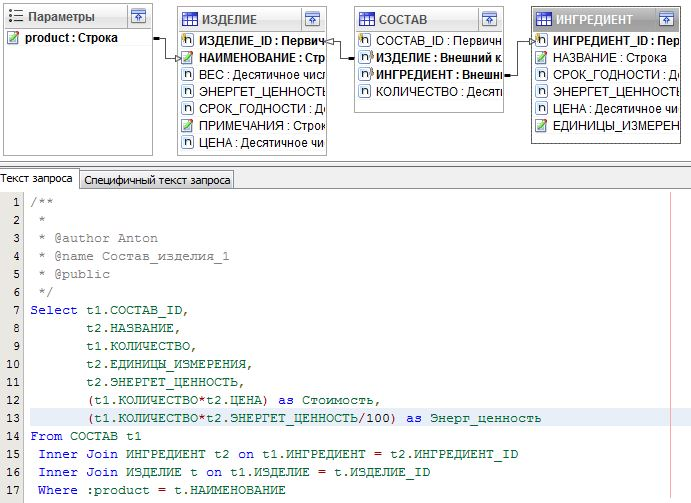 Параметры
product : Строка
ИЗДЕЛИЕ
ИЗДЕЛИЕ_ID : Первич
НАИМЕНОВАНИЕ : Стр
ВЕС : Десятичное чис
ЭНЕРГЕТ_ЦЕННОСТЬ
СРОК_ГОДНОСТИ : Д
ПРИМЕЧАНИЯ : Строк
ЦЕНА : Десятичное чи
СОСТАВ
СОСТАВ_ID : Первичн
ИЗДЕЛИЕ : Внешний к
ИНГРЕДИЕНТ : Внешн
КОЛИЧЕСТВО : Десят
ИНГРЕДИЕНТ
ИНГРЕДИЕНТ_ID : Пер
НАЗВАНИЕ : Строка
СРОК_ГОДНОСТИ : Д
ЭНЕРГЕТ_ЦЕННОСТЬ
ЦЕНА : Десятичное чи
ЕДИНИЦЫ_ИЗМЕРЕН
Текст запроса Специфичный текст запроса
1 /**
2 *
3 * @author Anton
4 * @name Состав_изделия_1
5 * @public
6 */
7 Select t1.СОСТАВ_ID,
8 t2.НАЗВАНИЕ,
9 t1.КОЛИЧЕСТВО,
10 t2.ЕДИНИЦЫ_ИЗМЕРЕНИЯ,
11 t2.ЭНЕРГЕТ_ЦЕННОСТЬ,
12 (t1.КОЛИЧЕСТВО*t2.ЦЕНА) as Стоимость,
13 (t1.КОЛИЧЕСТВО*t2.ЭНЕРГЕТ_ЦЕННОСТЬ/100) as Энерг_ценность
14 From СОСТАВ t1
15 Inner Join ИНГРЕДИЕНТ t2 on t1.ИНГРЕДИЕНТ = t2.ИНГРЕДИЕНТ_ID
16 Inner Join ИЗДЕЛИЕ t on t1.ИЗДЕЛИЕ = t.ИЗДЕЛИЕ_ID
17 Where :product = t.НАИМЕНОВАНИЕ